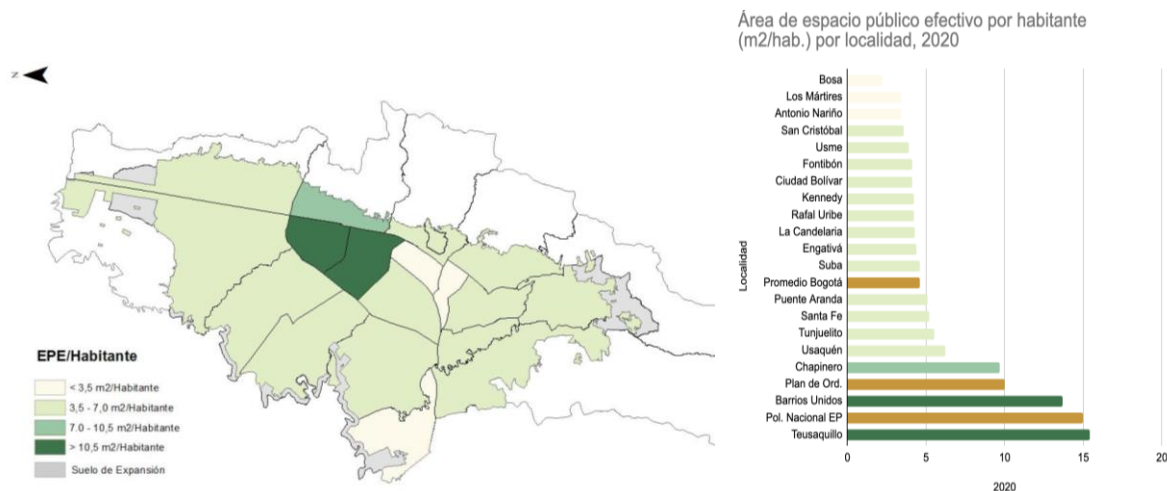 N
EPE/Habitante
< 3,5 m2/Habitante
3,5 - 7,0 m2/Habitante
7.0 - 10,5 m2/Habitante
> 10,5 m2/Habitante
Suelo de Expansión
Área de espacio público efectivo por habitante
(m2/hab.) por localidad, 2020
Localidad
Bosa
Los Mártires
Antonio Nariño
San Cristóbal
Usme
Fontibón
Ciudad Bolívar
Kennedy
Rafal Uribe
La Candelaria
Engativá
Suba
Promedio Bogotá
Puente Aranda
Santa Fe
Tunjuelito
Usaquén
Chapinero
Plan de Ord.
Barrios Unidos
Pol. Nacional EP
Teusaquillo
0 5 10 15 20
2020